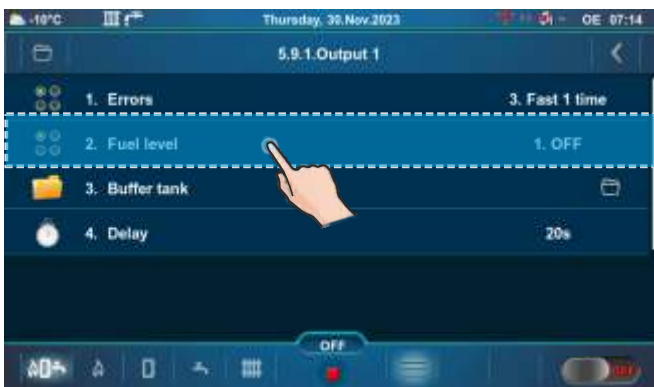 -10°C Thursday, 30.Nov.2023 OE 07:14
5.9.1.Output 1
1. Errors 3. Fast 1 time
2. Fuel level 1. OFF
3. Buffer tank
4. Delay 20s
OFF
OFF